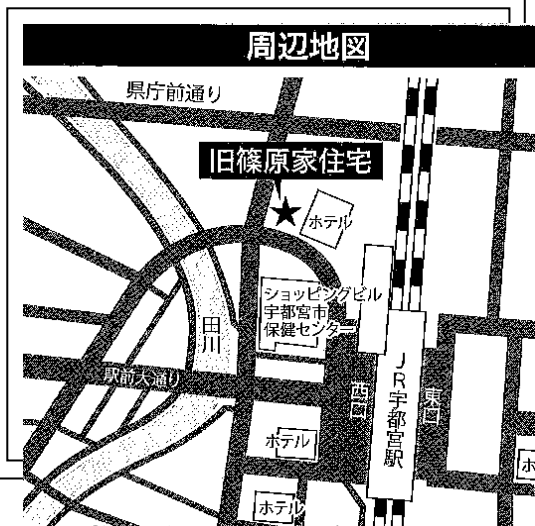 周辺地図
県庁前通り
旧篠原家住宅
ホテル
ショッピングビル
宇都宮市
保健センター
田川
駅前大通り
西口
JR宇都宮駅
東口
ホテル
ホテル